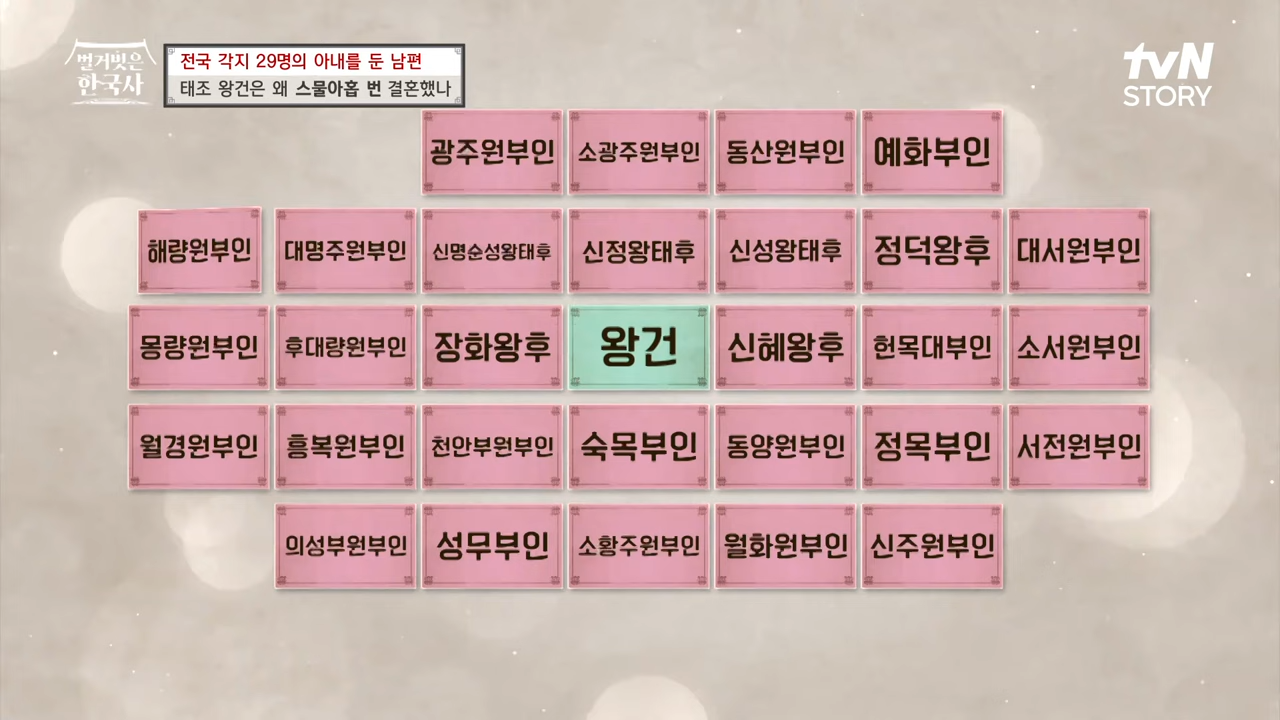 벌거벗은
한국사
전국 각지 29명의 아내를 둔 남편
태조 왕건은 왜 스물아홉 번 결혼했나
tvN
STORY
광주원부인 소광주원부인 동산원부인 예화부인
해량원부인 대명주원부인 신명순성왕태후 신정왕태후 신성왕태후 정덕왕후 대서원부인
몽량원부인 후대량원부인 장화왕후 왕건 신혜왕후 헌목대부인 소서원부인
월경원부인 흥복원부인 천안부원부인 숙목부인 동양원부인 정목부인 서전원부인
의성부원부인 성무부인 소황주원부인 월화원부인 신주원부인